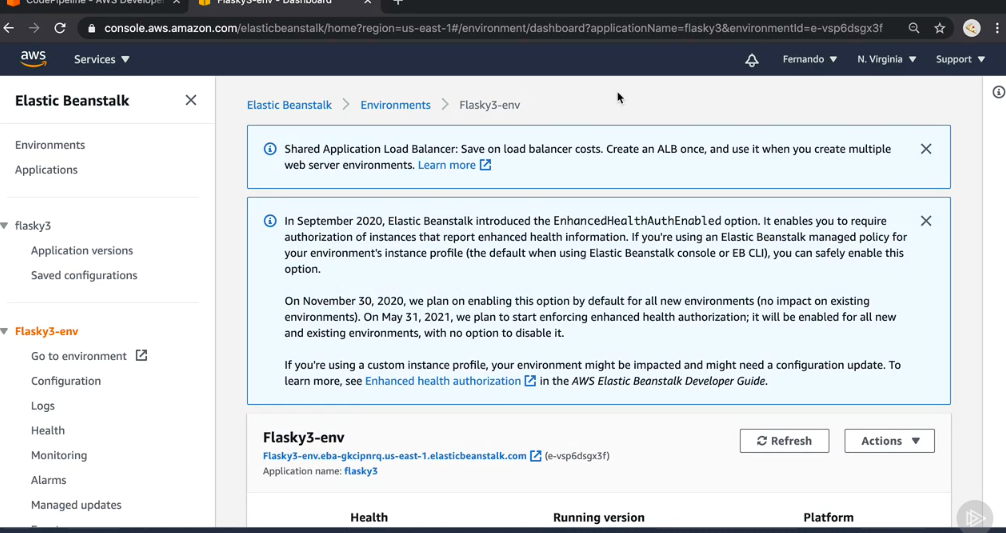 CodePipeline - AWS Developer
Flasky3-env - Dashboard
console.aws.amazon.com/elasticbeanstalk/home?region=us-east-1#/environment/dashboard?applicationName=flasky3&environmentId=e-vsp6dsgx3f
aws
Services
Fernando
N. Virginia
Support
Elastic Beanstalk
Environments
Applications
flasky3
Application versions
Saved configurations
Flasky3-env
Go to environment
Configuration
Logs
Health
Monitoring
Alarms
Managed updates
Elastic Beanstalk > Environments > Flasky3-env
Shared Application Load Balancer: Save on load balancer costs. Create an ALB once, and use it when you create multiple
web server environments. Learn more
In September 2020, Elastic Beanstalk introduced the EnhancedHealthAuthEnabled option. It enables you to require
authorization of instances that report enhanced health information. If you're using an Elastic Beanstalk managed policy for
your environment's instance profile (the default when using Elastic Beanstalk console or EB CLI), you can safely enable this
option.
On November 30, 2020, we plan on enabling this option by default for all new environments (no impact on existing
environments). On May 31, 2021, we plan to start enforcing enhanced health authorization; it will be enabled for all new
and existing environments, with no option to disable it.
If you're using a custom instance profile, your environment might be impacted and might need a configuration update. To
learn more, see Enhanced health authorization in the AWS Elastic Beanstalk Developer Guide.
Flasky3-env
Flasky3-env.eba-gkcipnrq.us-east-1.elasticbeanstalk.com (e-vsp6dsgx3f)
Application name: flasky3
Refresh
Actions
Health
Running version
Platform